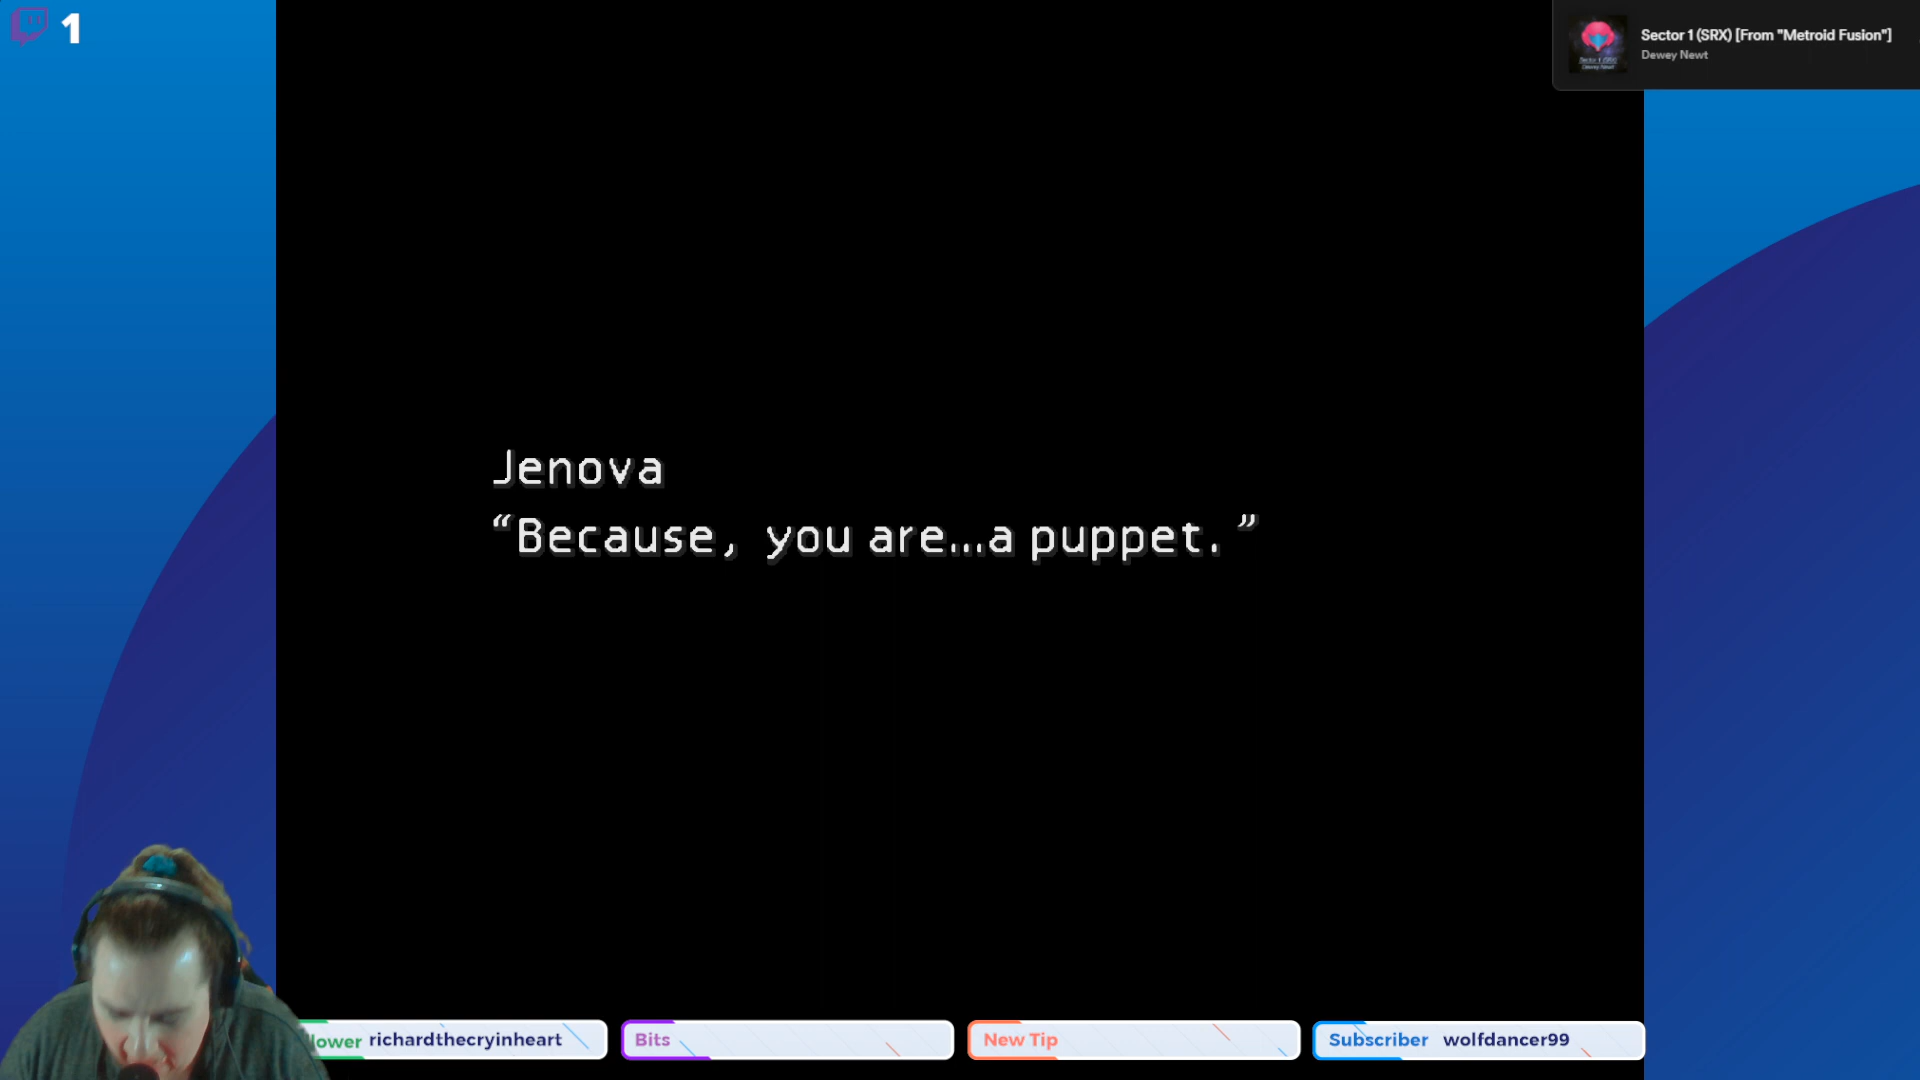 1
Sector 1 (SRX) [From "Metroid Fusion"]
Dewey Newt
Jenova
“Because, you are...a puppet.”
lower richardthecryinheart
Bits
New Tip
Subscriber wolfdancer99